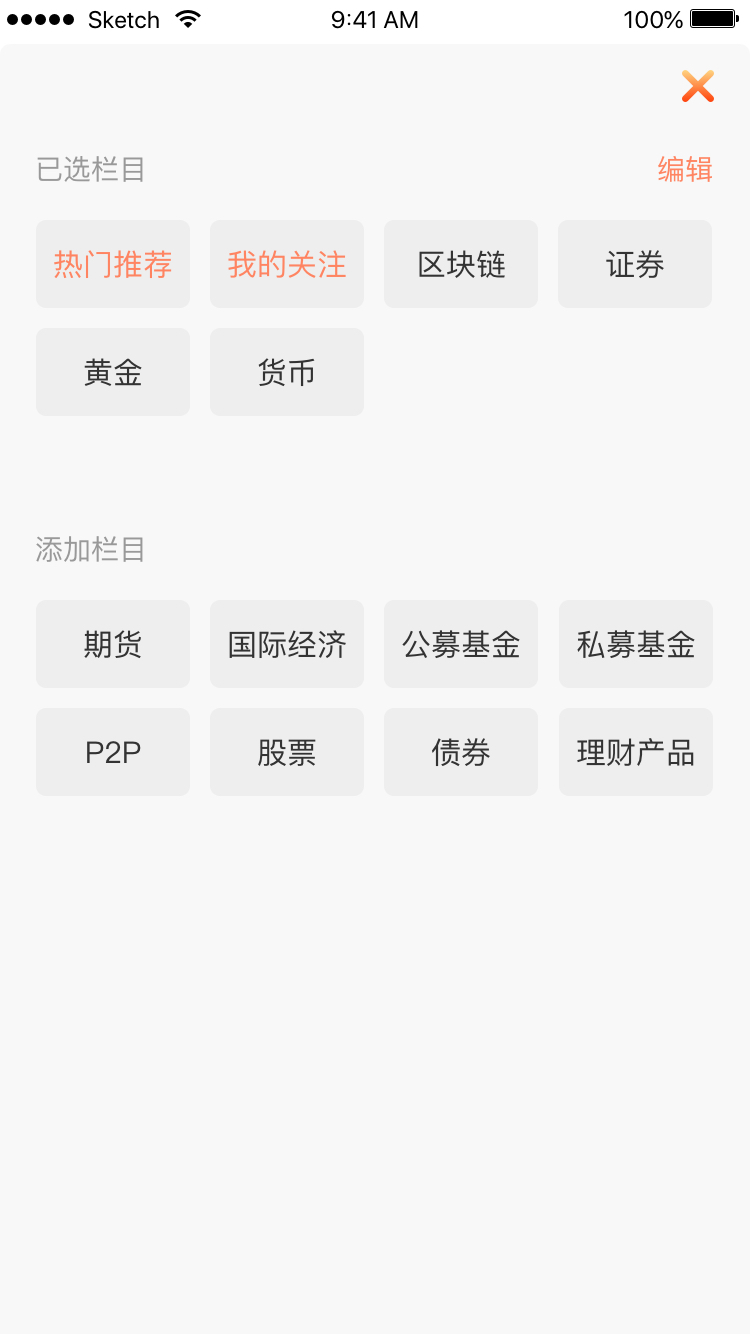 Sketch 9:41 AM 100%
已选栏目 编辑
热门推荐 我的关注 区块链 证券
黄金 货币
添加栏目
期货 国际经济 公募基金 私募基金
P2P 股票 债券 理财产品